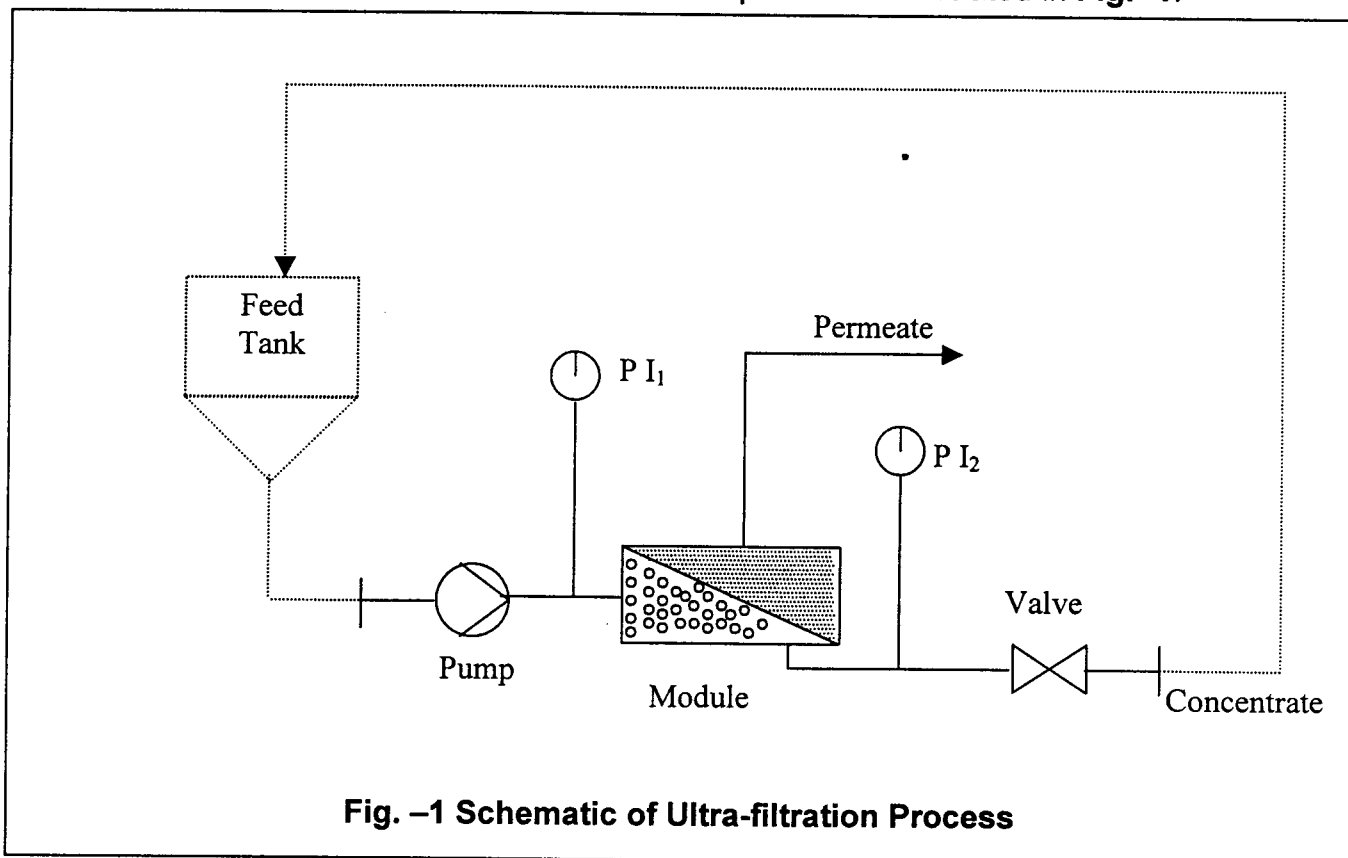 Feed
Tank
Permeate
P I₁
P I₂
Valve
Pump
Module
Concentrate
Fig. –1 Schematic of Ultra-filtration Process